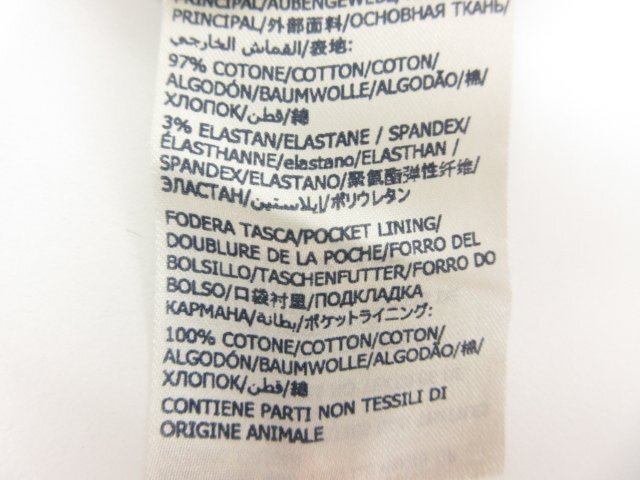 PRINCIPAL/AUßENGEWEBE/
PRINCIPAL/外部面料/ОСНОВНАЯ ТКАНЬ/
القماش الخارجي/表地:
97% COTONE/COTTON/COTON/
ALGODÓN/BAUMWOLLE/ALGODÃO/棉/
ХЛОПОК/قطن/綿
3% ELASTAN/ELASTANE / SPANDEX/
ÉLASTHANNE/elastano/ELASTHAN /
SPANDEX/ELASTANO/聚氨酯弹性纤维/
ЭЛАСТАН/إيلاستين/ポリウレタン
FODERA TASCA/POCKET LINING/
DOUBLURE DE LA POCHE/FORRO DEL
BOLSILLO/TASCHENFUTTER/FORRO DO
BOLSO/口袋衬里/ПОДКЛАДКА
КАРМАНА/بطانة/ポケットライニング:
100% COTONE/COTTON/COTON/
ALGODÓN/BAUMWOLLE/ALGODÃO/棉/
ХЛОПОК/قطن/綿
CONTIENE PARTI NON TESSILI DI
ORIGINE ANIMALE